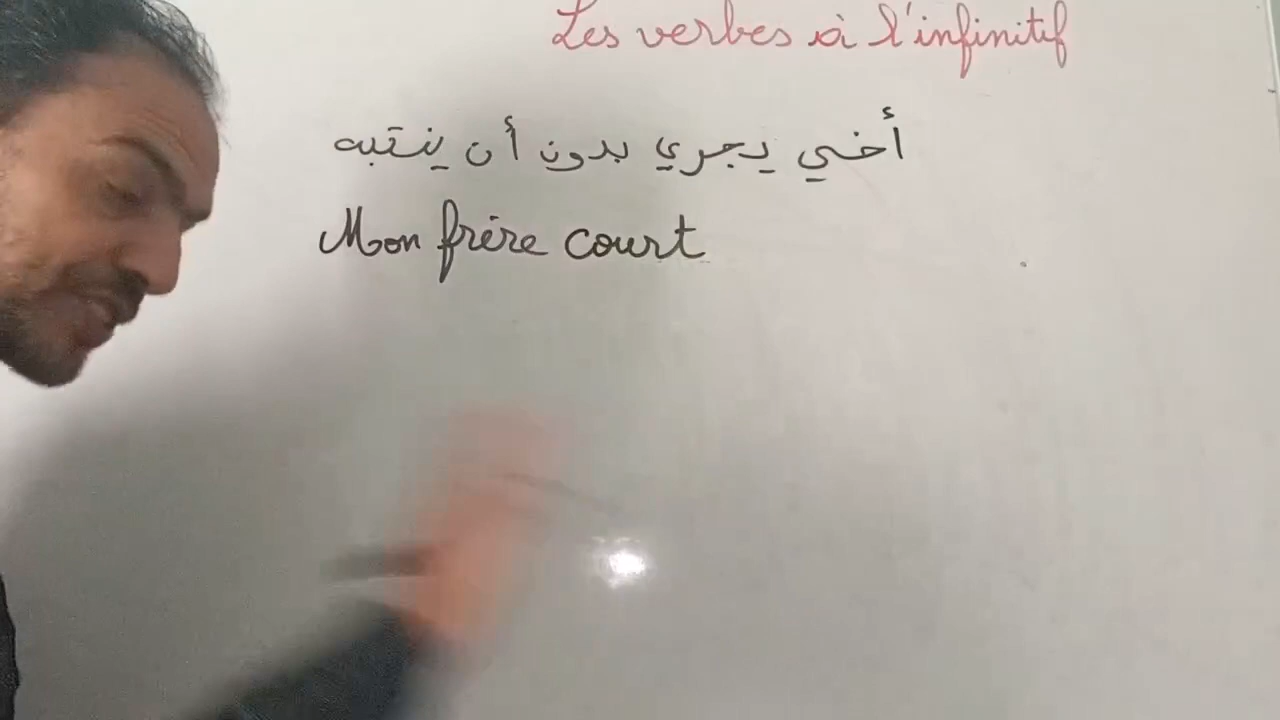 Les verbes à l'infinitif
أخي يجري بدون أن ينتبه
Mon frère court